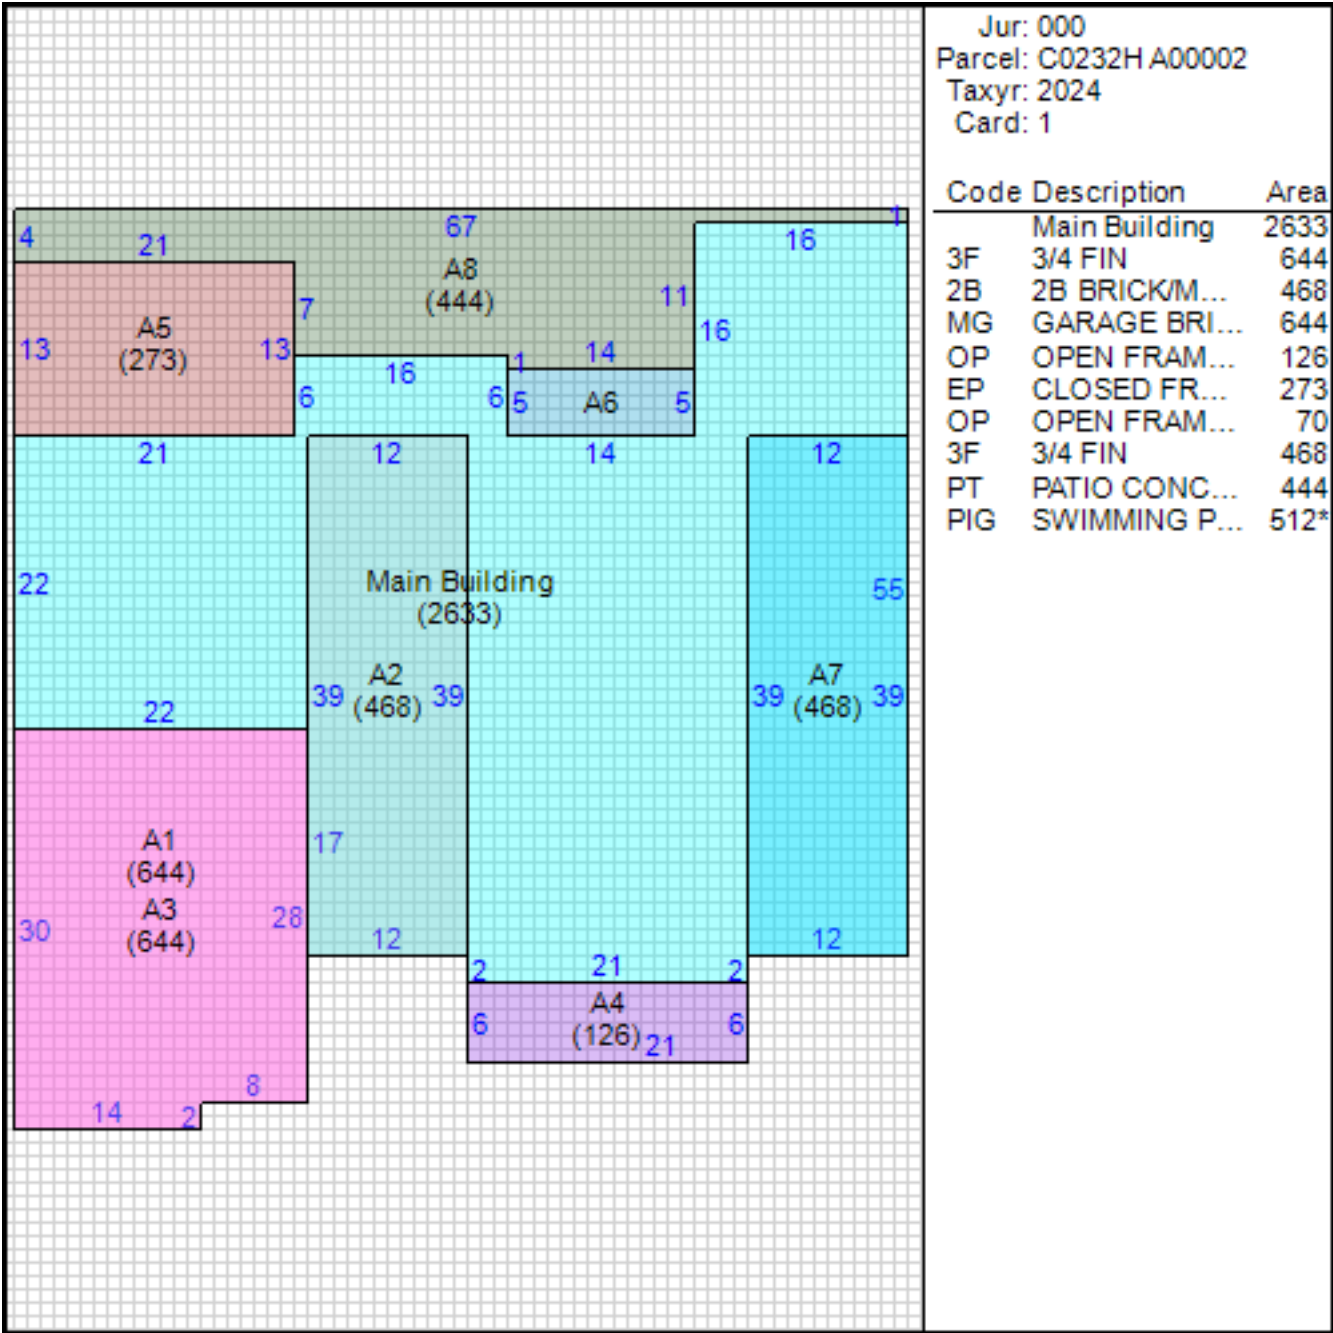 Jur: 000
Parcel: C0232H A00002
Taxyr: 2024
Card: 1
Code Description Area
Main Building 2633
3F 3/4 FIN 644
2B 2B BRICK/M... 468
MG GARAGE BRI... 644
OP OPEN FRAM... 126
EP CLOSED FR... 273
OP OPEN FRAM... 70
3F 3/4 FIN 468
PT PATIO CONC... 444
PIG SWIMMING P... 512*
67
1
4
21
16
A8
(444)
7
11
16
A5
(273)
13
13
14
1
16
6
6
5
A6
5
21
12
14
12
22
Main Building
(2633)
55
A2
(468)
39
39
A7
(468)
39
39
22
A1
(644)
17
A3
(644)
30
28
12
12
2
21
2
A4
(126)
6
6
21
8
14
2